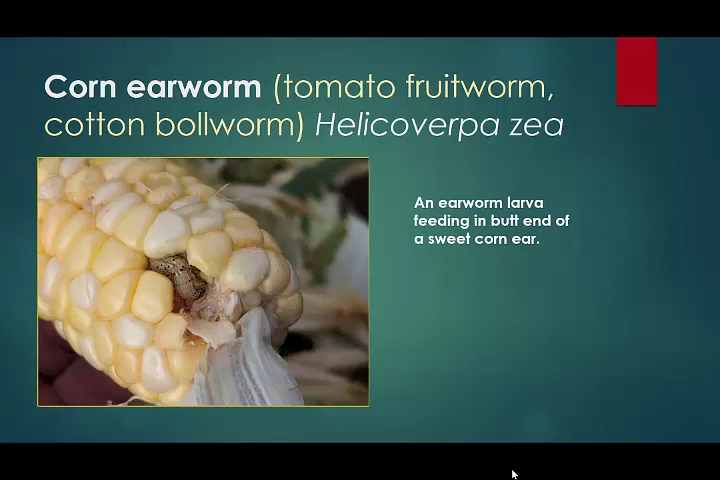 Corn earworm (tomato fruitworm,
cotton bollworm) Helicoverpa zea
An earworm larva
feeding in butt end of
a sweet corn ear.